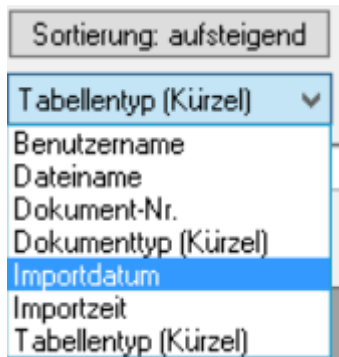 Sortierung: aufsteigend
Tabellentyp (Kürzel)
Benutzername
Dateiname
Dokument-Nr.
Dokumenttyp (Kürzel)
Importdatum
Importzeit
Tabellentyp (Kürzel)